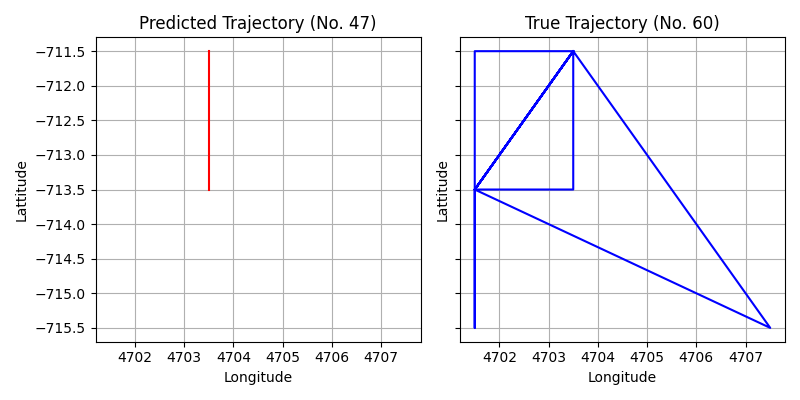 Predicted Trajectory (No. 47)
True Trajectory (No. 60)
−711.5
−712.0
−712.5
−713.0
−713.5
−714.0
−714.5
−715.0
−715.5
Lattitude
Lattitude
4702 4703 4704 4705 4706 4707
4702 4703 4704 4705 4706 4707
Longitude
Longitude